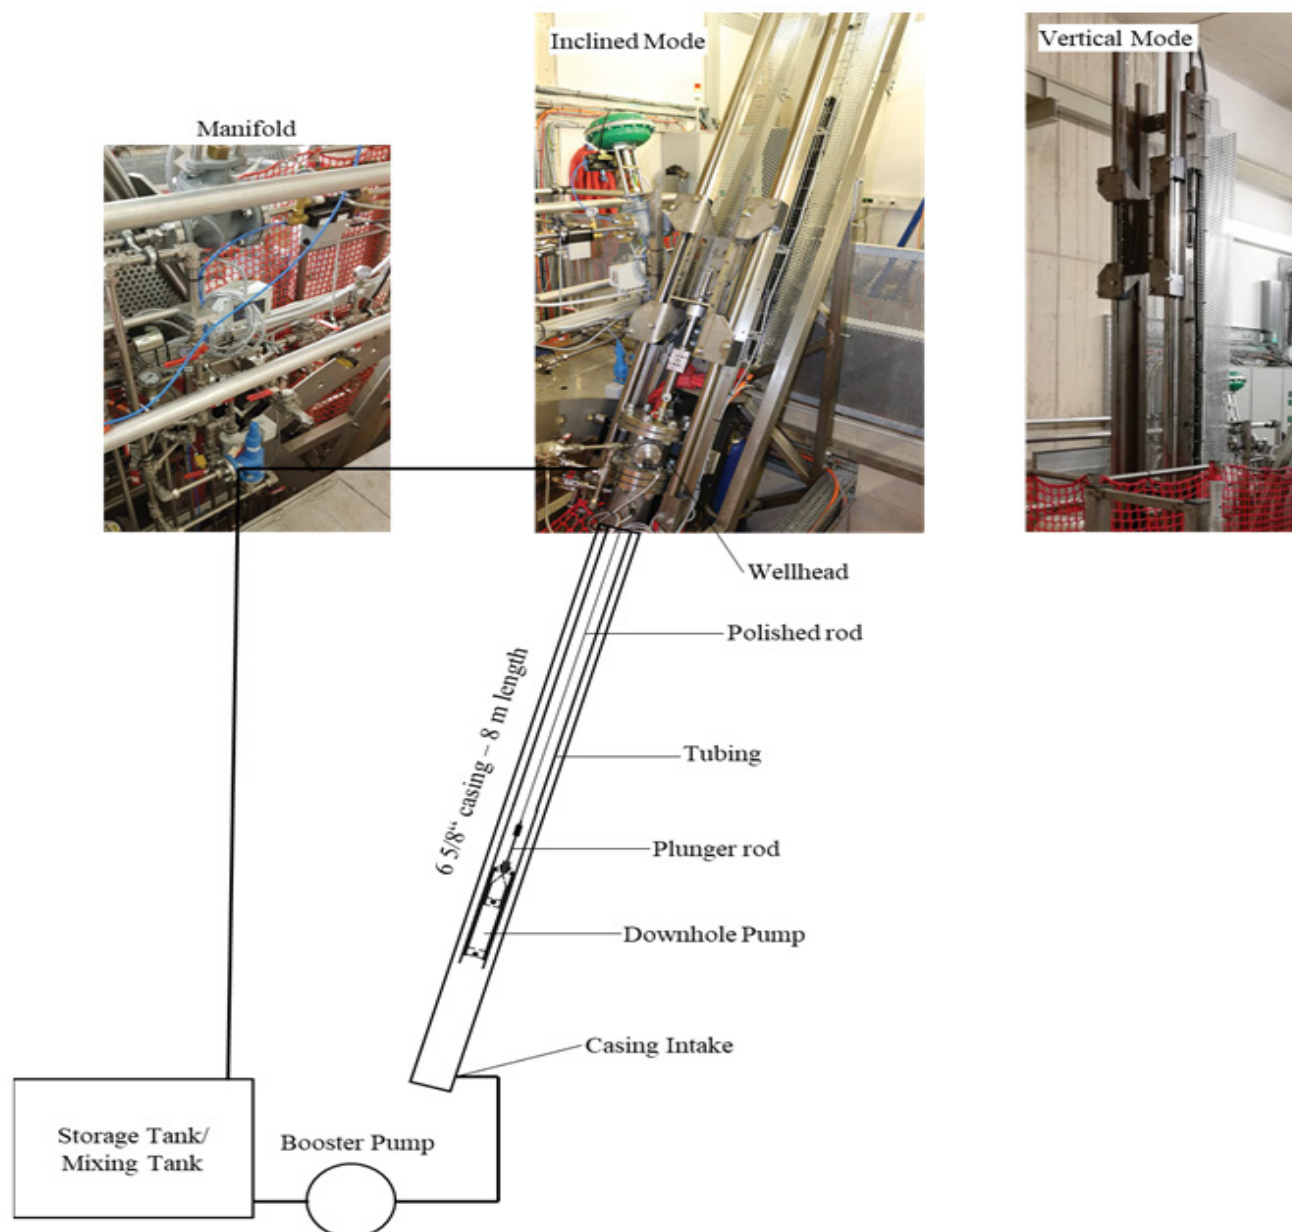 Inclined Mode
Vertical Mode
Manifold
Wellhead
Polished rod
6 5/8“ casing – 8 m length
Tubing
Plunger rod
Downhole Pump
Casing Intake
Storage Tank/
Mixing Tank
Booster Pump